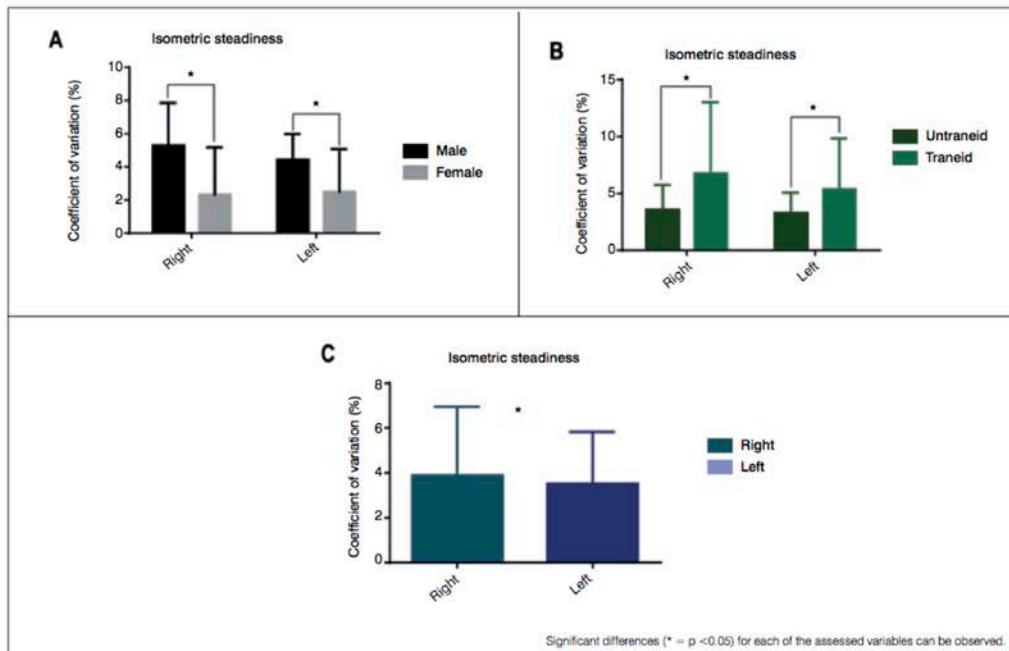 A
Isometric steadiness
Coefficient of variation (%)
10
8
6
4
2
0
*
*
Right
Left
Male
Female
B
Isometric steadiness
Coefficient of variation (%)
15
10
5
0
*
*
Right
Left
Untraneid
Traneid
C
Isometric steadiness
Coefficient of variation (%)
8
6
4
2
0
*
Right
Left
Right
Left
Significant differences (* = p <0.05) for each of the assessed variables can be observed.